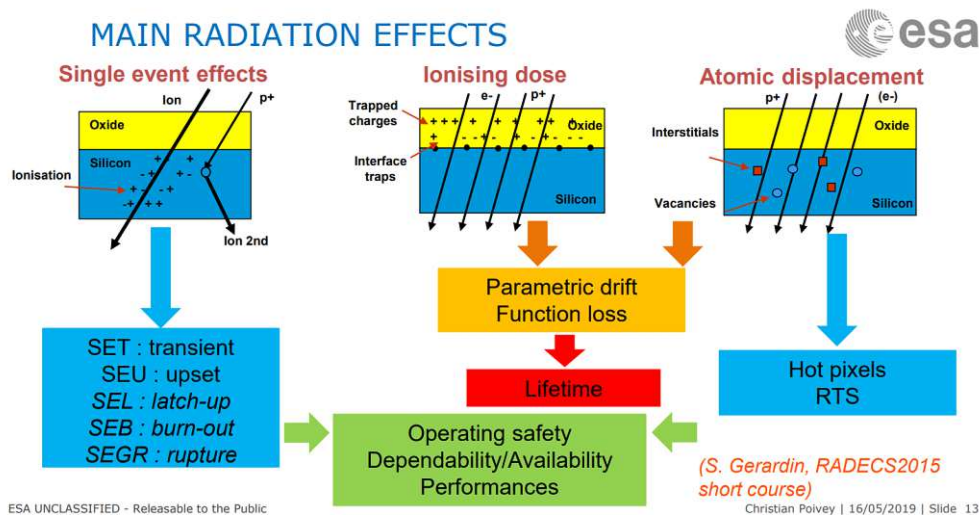 MAIN RADIATION EFFECTS
esa
Single event effects
Ion
p+
Oxide
Silicon
Ionisation
Ion 2nd
Ionising dose
e-
p+
Trapped
charges
Oxide
Interface
traps
Silicon
Atomic displacement
p+
(e-)
Interstitials
Oxide
Vacancies
Silicon
Parametric drift
Function loss
SET : transient
SEU : upset
SEL : latch-up
SEB : burn-out
SEGR : rupture
Lifetime
Hot pixels
RTS
Operating safety
Dependability/Availability
Performances
(S. Gerardin, RADECS2015
short course)
ESA UNCLASSIFIED - Releasable to the Public
Christian Poivey | 16/05/2019 | Slide 13